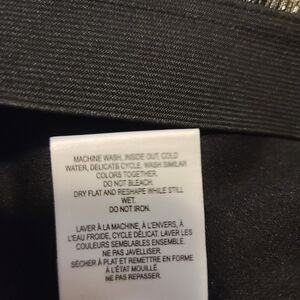 MACHINE WASH, INSIDE OUT, COLD
WATER, DELICATE CYCLE, WASH SIMILAR
COLORS TOGETHER.
DO NOT BLEACH.
DRY FLAT AND RESHAPE WHILE STILL
WET.
DO NOT IRON.
LAVER À LA MACHINE, À L'ENVERS, À
L'EAU FROIDE, CYCLE DÉLICAT. LAVER LES
COULEURS SEMBLABLES ENSEMBLE.
NE PAS JAVELLISER.
SÉCHER À PLAT ET REMETTRE EN FORME
À L'ÉTAT MOUILLÉ.
NE PAS REPASSER.